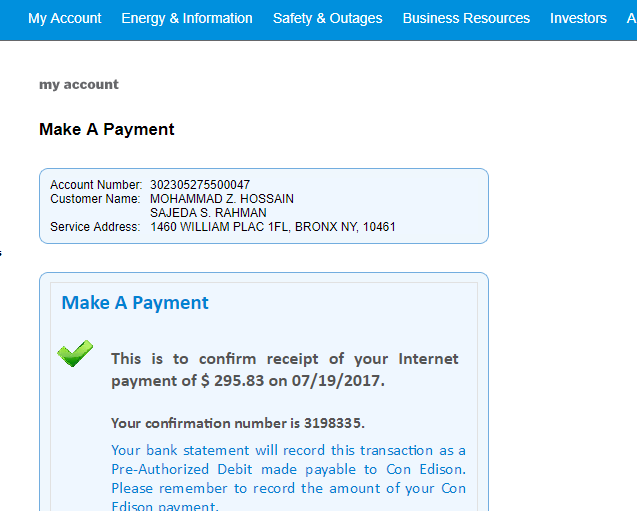 My Account Energy & Information Safety & Outages Business Resources Investors A
my account
Make A Payment
Account Number: 302305275500047
Customer Name: MOHAMMAD Z. HOSSAIN
SAJEDA S. RAHMAN
Service Address: 1460 WILLIAM PLAC 1FL, BRONX NY, 10461
s
Make A Payment
This is to confirm receipt of your Internet
payment of $ 295.83 on 07/19/2017.
Your confirmation number is 3198335.
Your bank statement will record this transaction as a
Pre-Authorized Debit made payable to Con Edison.
Please remember to record the amount of your Con
Edison payment.